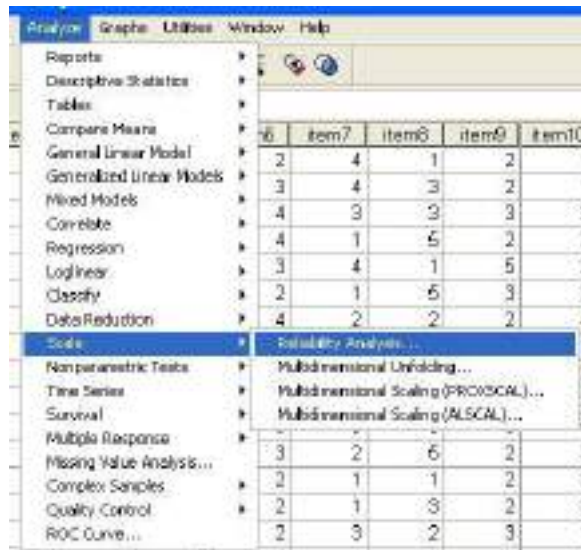 Analyze Graphs Utilities Window Help
Reports
Descriptive Statistics
Tables
Compare Means
General Linear Model
Generalized Linear Models
Mixed Models
Correlate
Regression
Loglinear
Classify
Data Reduction
Scale
Nonparametric Tests
Time Series
Survival
Multiple Response
Missing Value Analysis...
Complex Samples
Quality Control
ROC Curve...
Reliability Analysis...
Multidimensional Unfolding...
Multidimensional Scaling (PROXSCAL)...
Multidimensional Scaling (ALSCAL)...
item7 item8 item9 item10
2 4 1 2
3 4 3 2
4 3 3 3
4 1 5 2
3 4 1 5
2 1 5 3
4 2 2 2
3 2 5 2
2 1 1 2
2 1 3 2
2 3 2 3